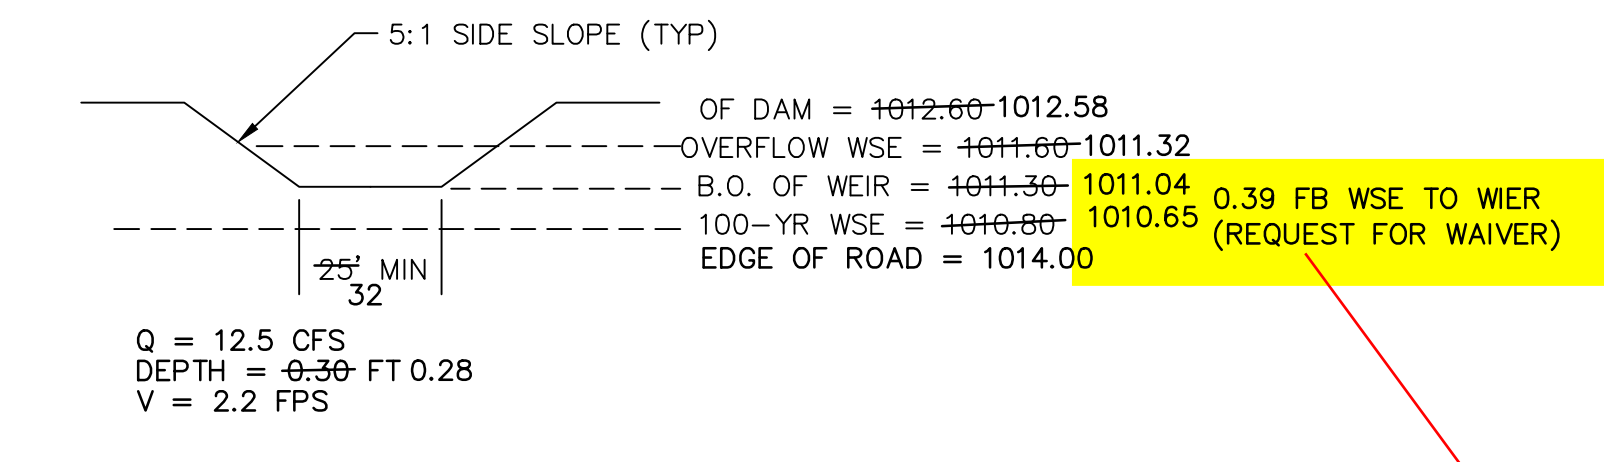 5:1 SIDE SLOPE (TYP)
OF DAM = 1012.60 1012.58
OVERFLOW WSE = 1011.60 1011.32
B.O. OF WEIR = 1011.30 1011.04
100-YR WSE = 1010.80 1010.65
EDGE OF ROAD = 1014.00
0.39 FB WSE TO WIER
(REQUEST FOR WAIVER)
25' MIN
32
Q = 12.5 CFS
DEPTH = 0.30 FT 0.28
V = 2.2 FPS